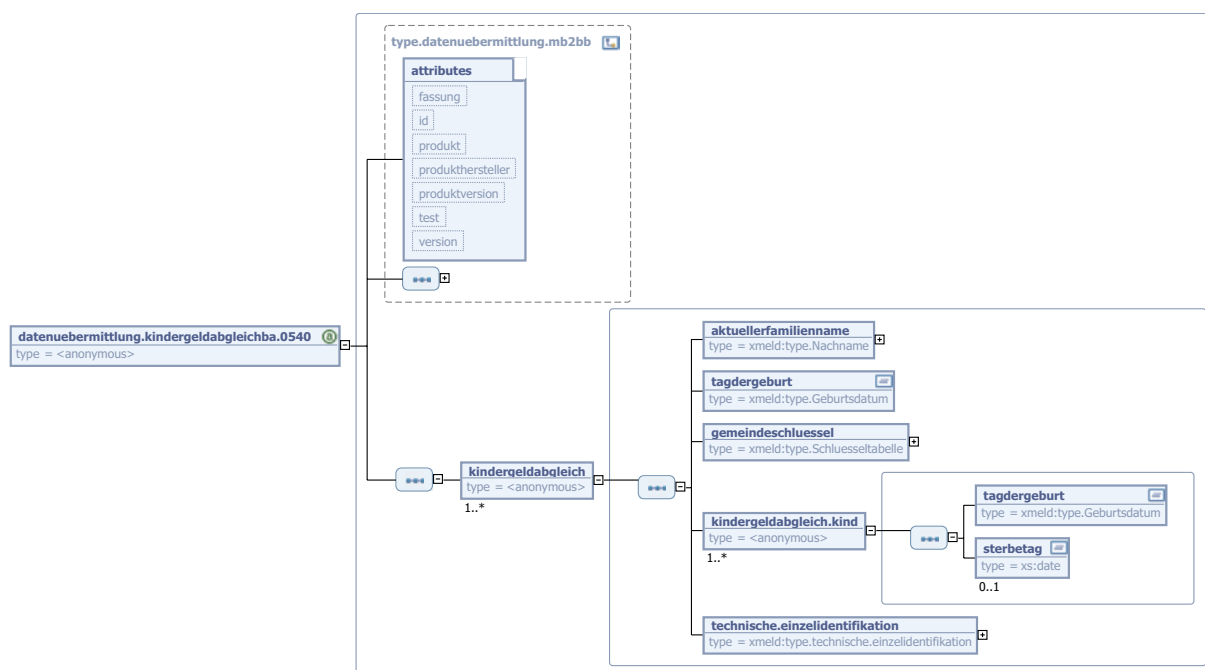 type.datenuebermittlung.mb2bb
attributes
fassung
id
produkt
produkthersteller
produktversion
test
version
datenuebermittlung.kindergeldabgleichba.0540
type = <anonymous>
kindergeldabgleich
type = <anonymous>
1..*
aktuellerfamilienname
type = xmeld:type.Nachname
tagdergeburt
type = xmeld:type.Geburtsdatum
gemeindeschluessel
type = xmeld:type.Schluesseltabelle
kindergeldabgleich.kind
type = <anonymous>
1..*
tagdergeburt
type = xmeld:type.Geburtsdatum
sterbetag
type = xs:date
0..1
technische.einzelidentifikation
type = xmeld:type.technische.einzelidentifikation